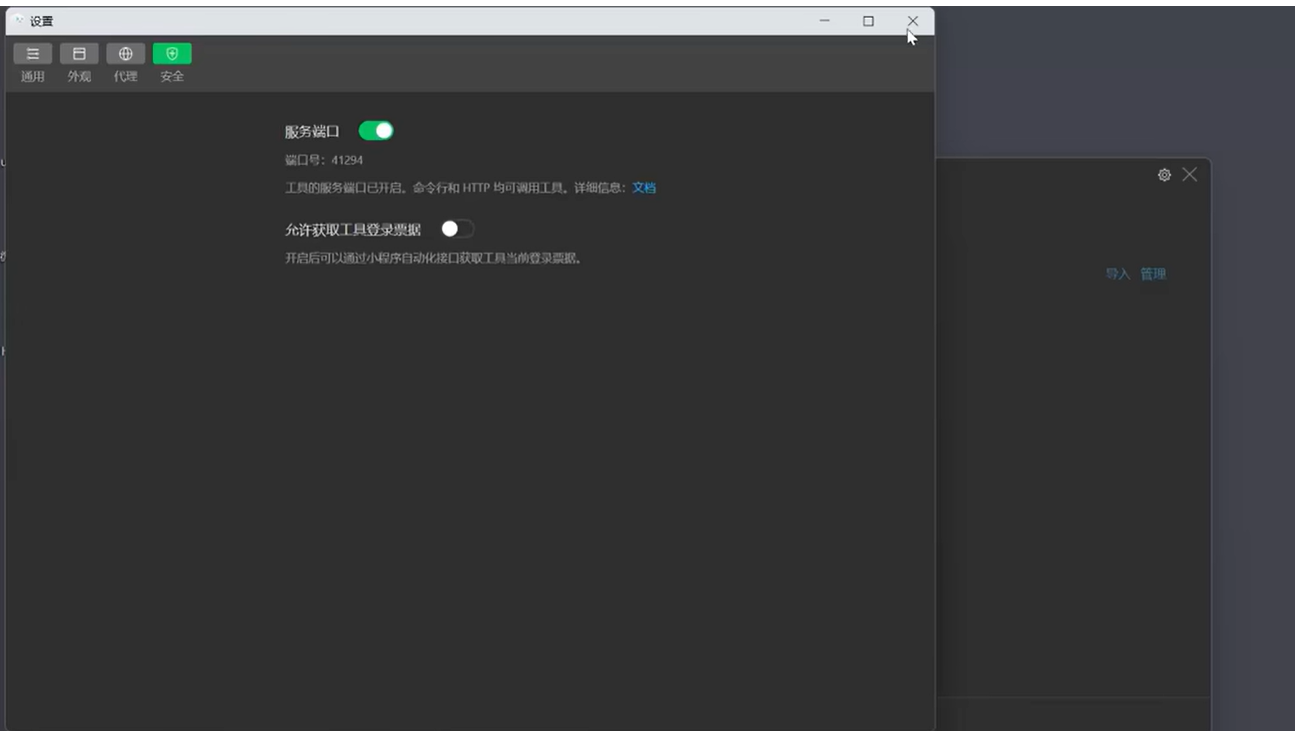 设置
通用 外观 代理 安全
服务端口
端口号：41294
工具的服务端口已开启。命令行和 HTTP 均可调用工具。详细信息：文档
允许获取工具登录票据
开启后可以通过小程序自动化接口获取工具当前登录票据。
导入 管理